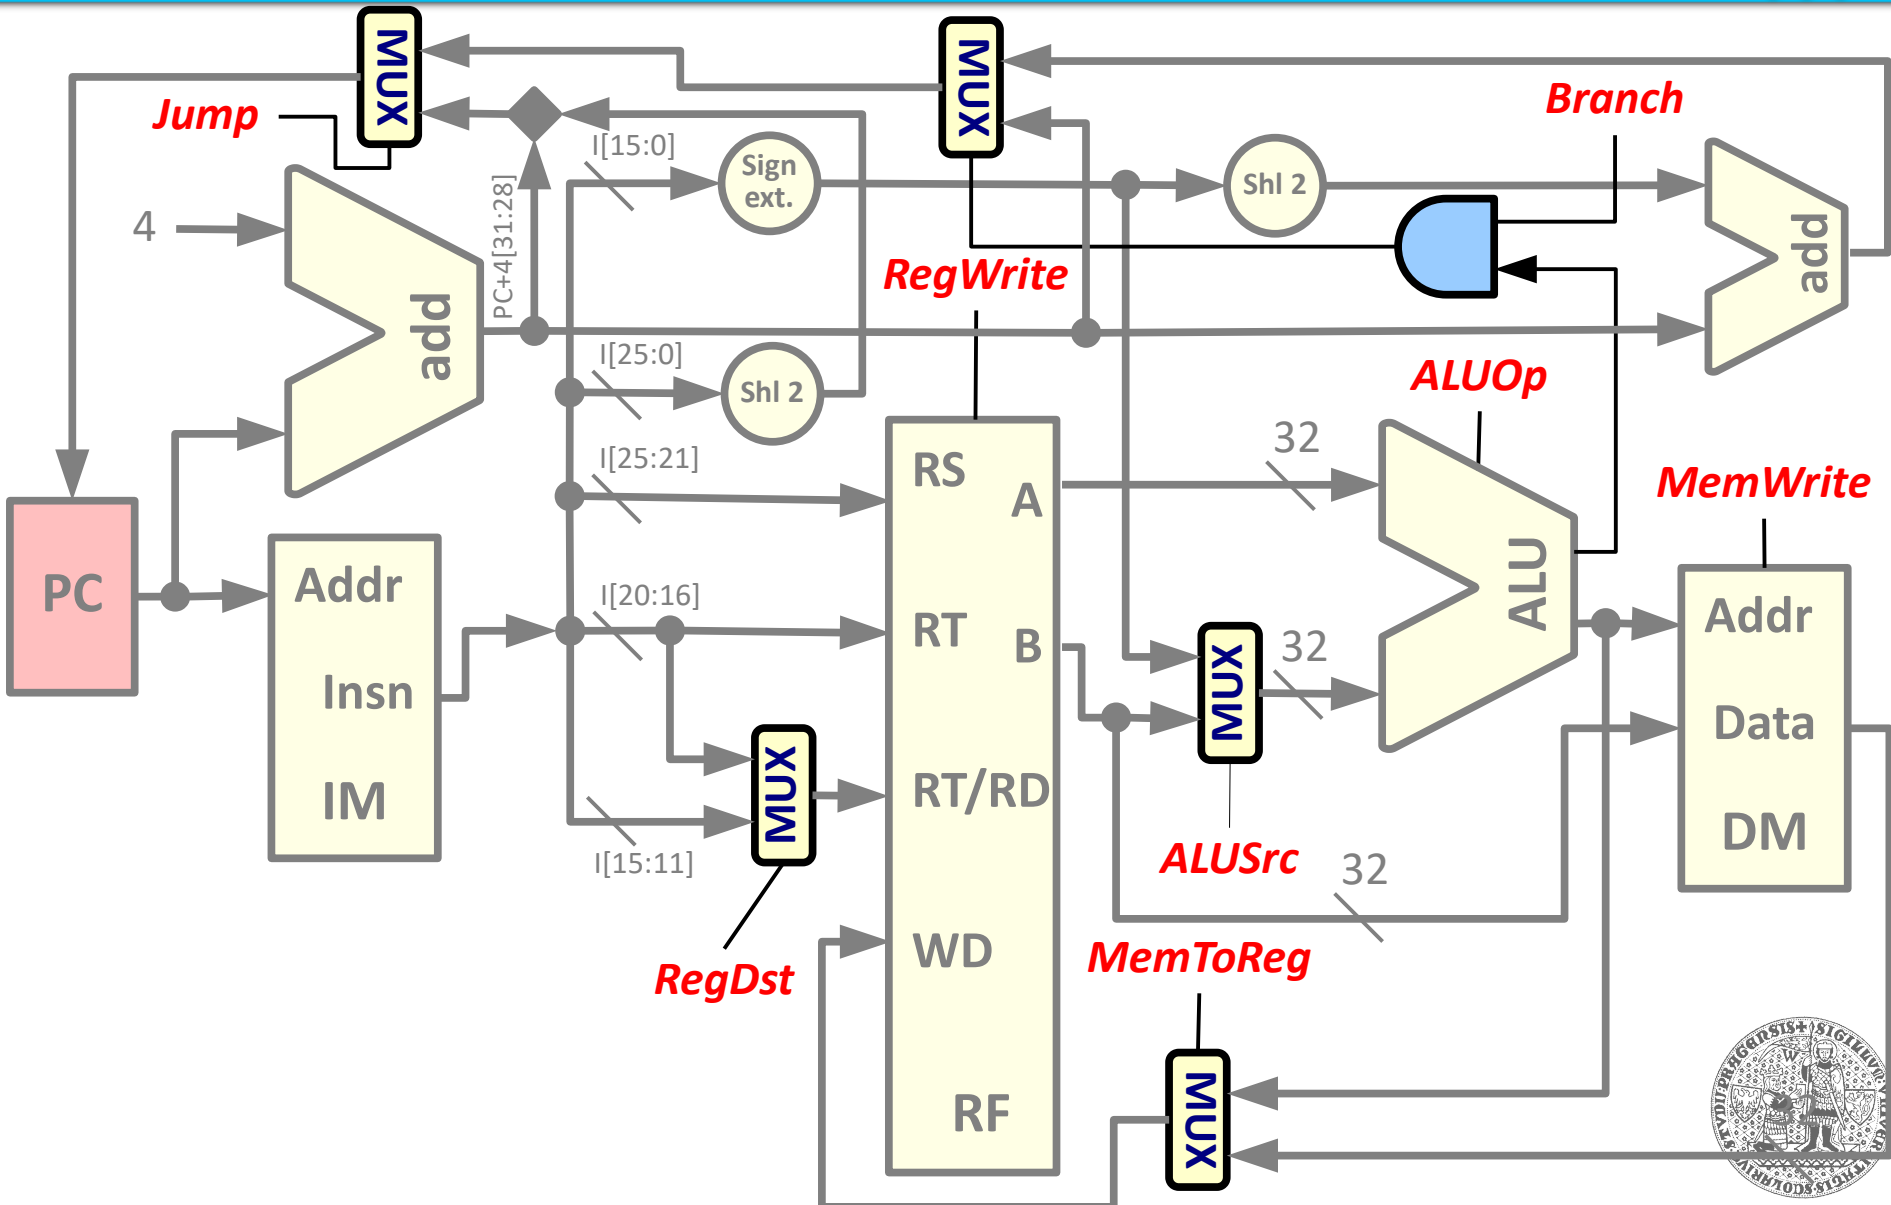 MUX
MUX
Jump
Branch
I[15:0]
Sign
ext.
Shl 2
PC+4[31:28]
4
add
add
RegWrite
I[25:0]
Shl 2
ALUOp
I[25:21]
RS
A
32
MemWrite
PC
Addr
Insn
IM
I[20:16]
RT
B
MUX
32
ALU
Addr
Data
DM
MUX
RT/RD
I[15:11]
ALUSrc
32
RegDst
WD
MemToReg
MUX
RF